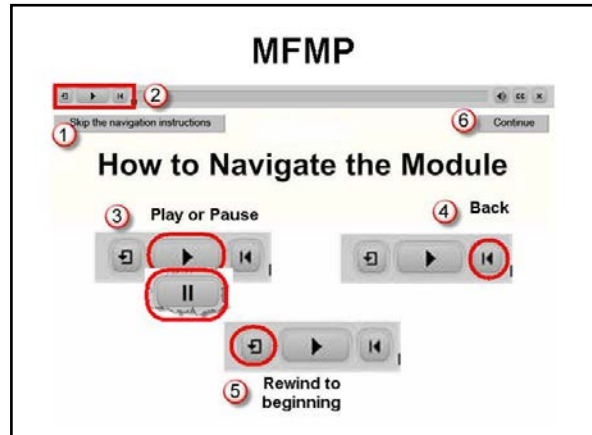 MFMP
2
CC
1
Skip the navigation instructions
6
Continue
How to Navigate the Module
3
Play or Pause
4
Back
5
Rewind to
beginning